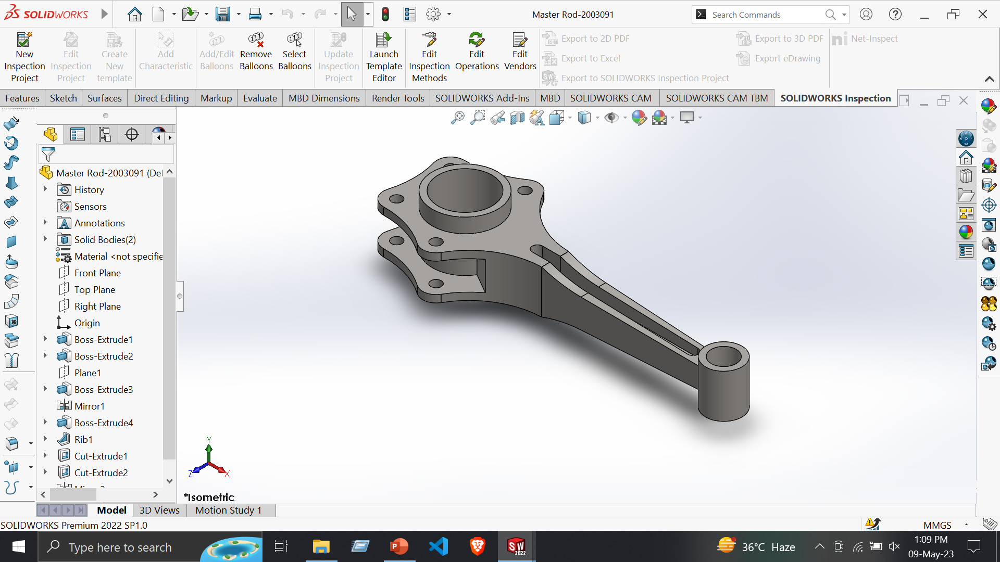 SOLIDWORKS
Master Rod-2003091
Search Commands
New Inspection Project
Edit Inspection Project
Create New template
Add Characteristic
Add/Edit Balloons
Remove Balloons
Select Balloons
Update Inspection Project
Launch Template Editor
Edit Inspection Methods
Edit Operations
Edit Vendors
Export to 2D PDF
Export to Excel
Export to SOLIDWORKS Inspection Project
Export to 3D PDF
Export eDrawing
Net-Inspect
Features
Sketch
Surfaces
Direct Editing
Markup
Evaluate
MBD Dimensions
Render Tools
SOLIDWORKS Add-Ins
MBD
SOLIDWORKS CAM
SOLIDWORKS CAM TBM
SOLIDWORKS Inspection
Master Rod-2003091 (Def
History
Sensors
Annotations
Solid Bodies(2)
Material <not specifie
Front Plane
Top Plane
Right Plane
Origin
Boss-Extrude1
Boss-Extrude2
Plane1
Boss-Extrude3
Mirror1
Boss-Extrude4
Rib1
Cut-Extrude1
Cut-Extrude2
Y
Z
X
*Isometric
Model
3D Views
Motion Study 1
SOLIDWORKS Premium 2022 SP1.0
MMGS
Type here to search
36°C Haze
1:09 PM
09-May-23